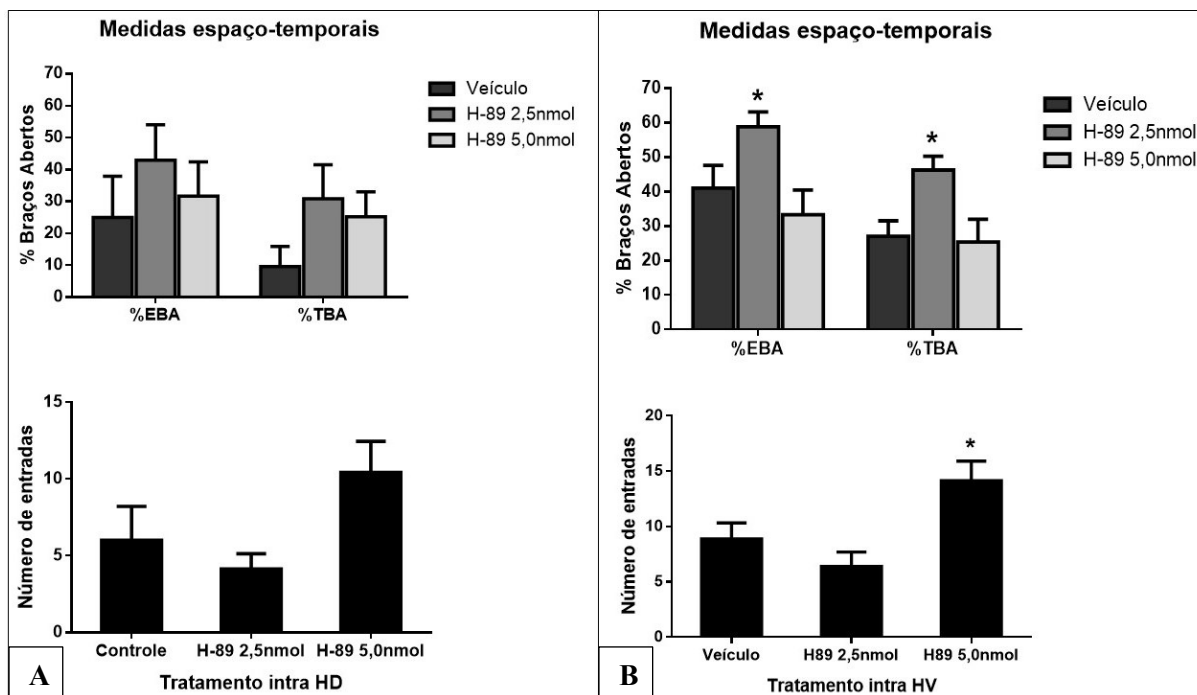 Medidas espaço-temporais
% Braços Abertos
70
60
50
40
30
20
10
0
%EBA %TBA
Veículo
H-89 2,5nmol
H-89 5,0nmol
Número de entradas
15
10
5
0
Controle H-89 2,5nmol H-89 5,0nmol
Tratamento intra HD
A
Medidas espaço-temporais
% Braços Abertos
70
60
50
40
30
20
10
0
* *
%EBA %TBA
Veículo
H-89 2,5nmol
H-89 5,0nmol
Número de entradas
20
15
10
5
0
*
Veículo H89 2,5nmol H89 5,0nmol
Tratamento intra HV
B